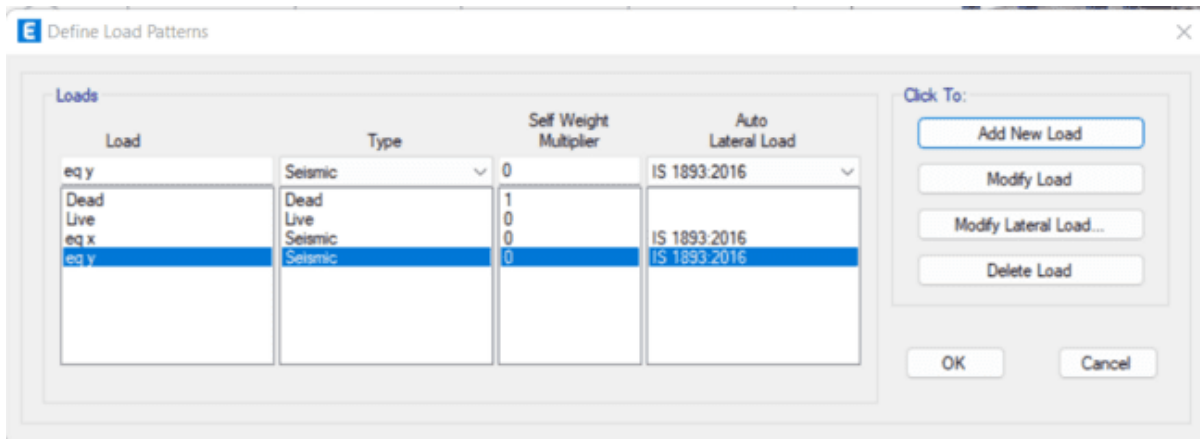 E Define Load Patterns
Loads
Click To:
Load Type Self Weight Multiplier Auto Lateral Load
eq y Seismic 0 IS 1893:2016
Dead Dead 1
Live Live 0
eq x Seismic 0 IS 1893:2016
eq y Seismic 0 IS 1893:2016
Add New Load
Modify Load
Modify Lateral Load...
Delete Load
OK Cancel